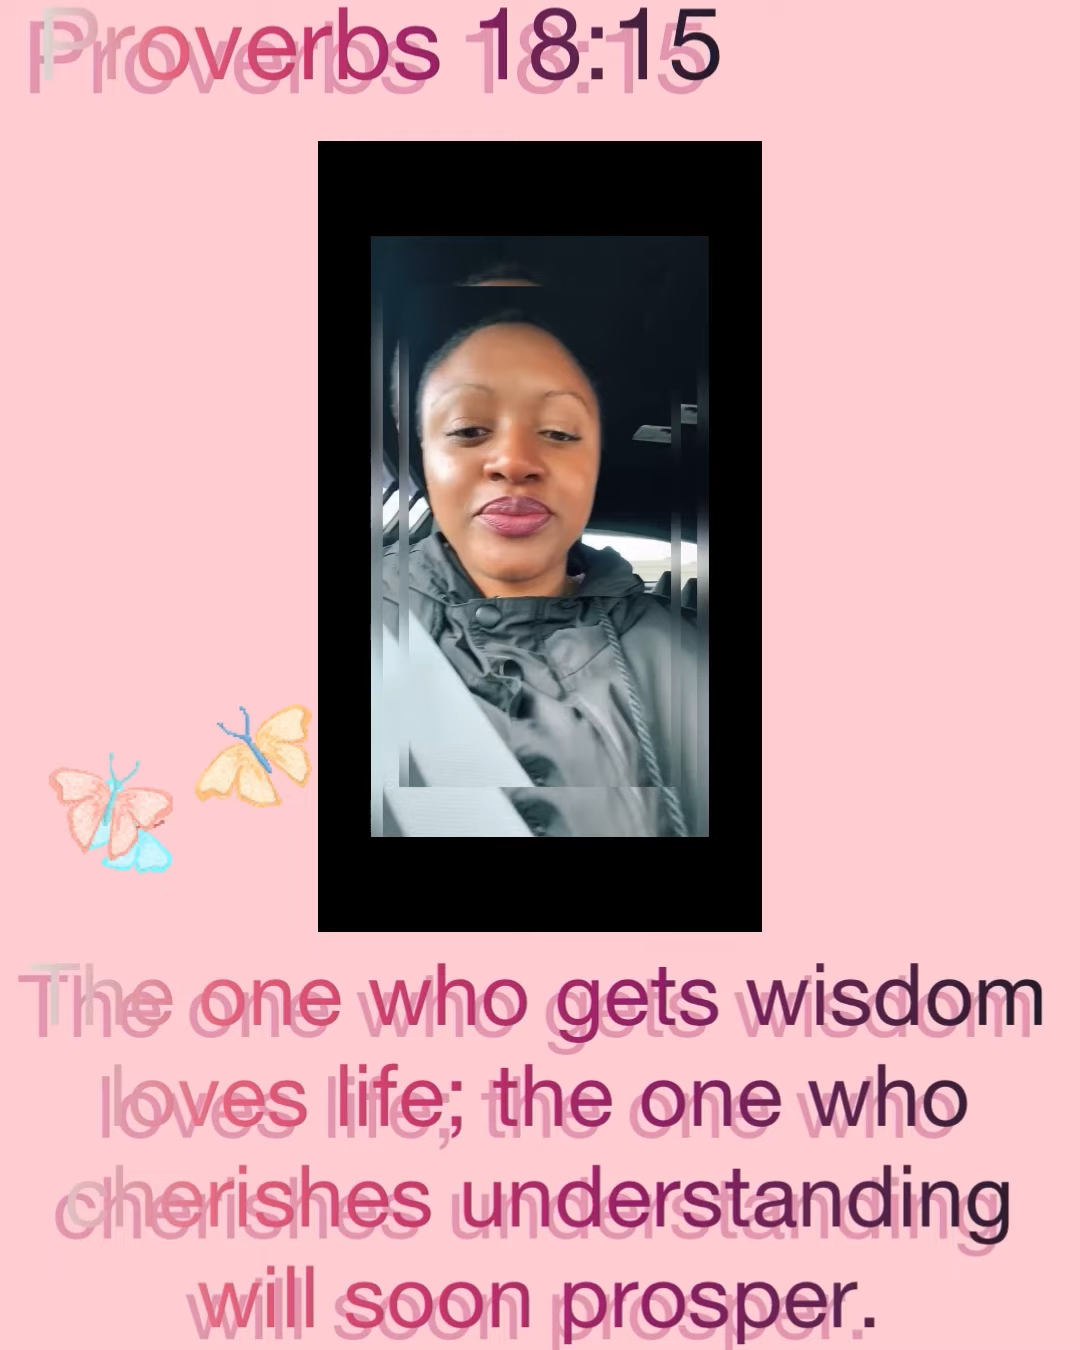 Proverbs 18:15
The one who gets wisdom
loves life; the one who
cherishes understanding
will soon prosper.